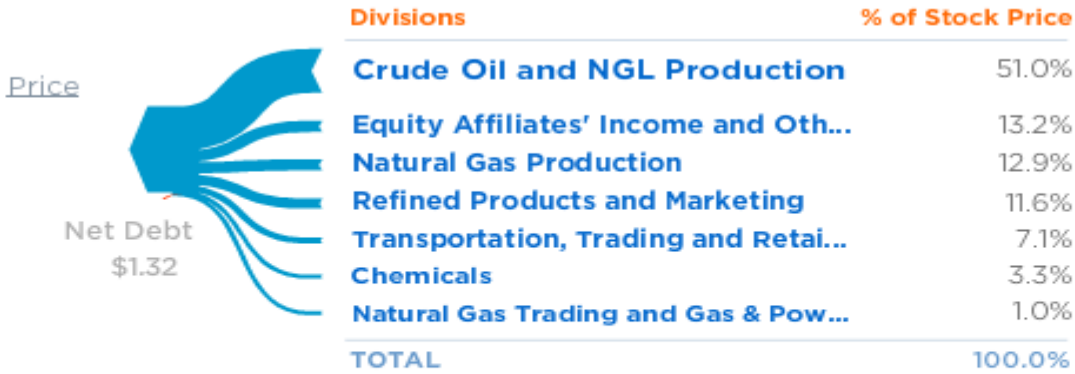 Divisions % of Stock Price
Price
Crude Oil and NGL Production 51.0%
Equity Affiliates' Income and Oth... 13.2%
Natural Gas Production 12.9%
Refined Products and Marketing 11.6%
Net Debt
$1.32
Transportation, Trading and Retai... 7.1%
Chemicals 3.3%
Natural Gas Trading and Gas & Pow... 1.0%
TOTAL 100.0%